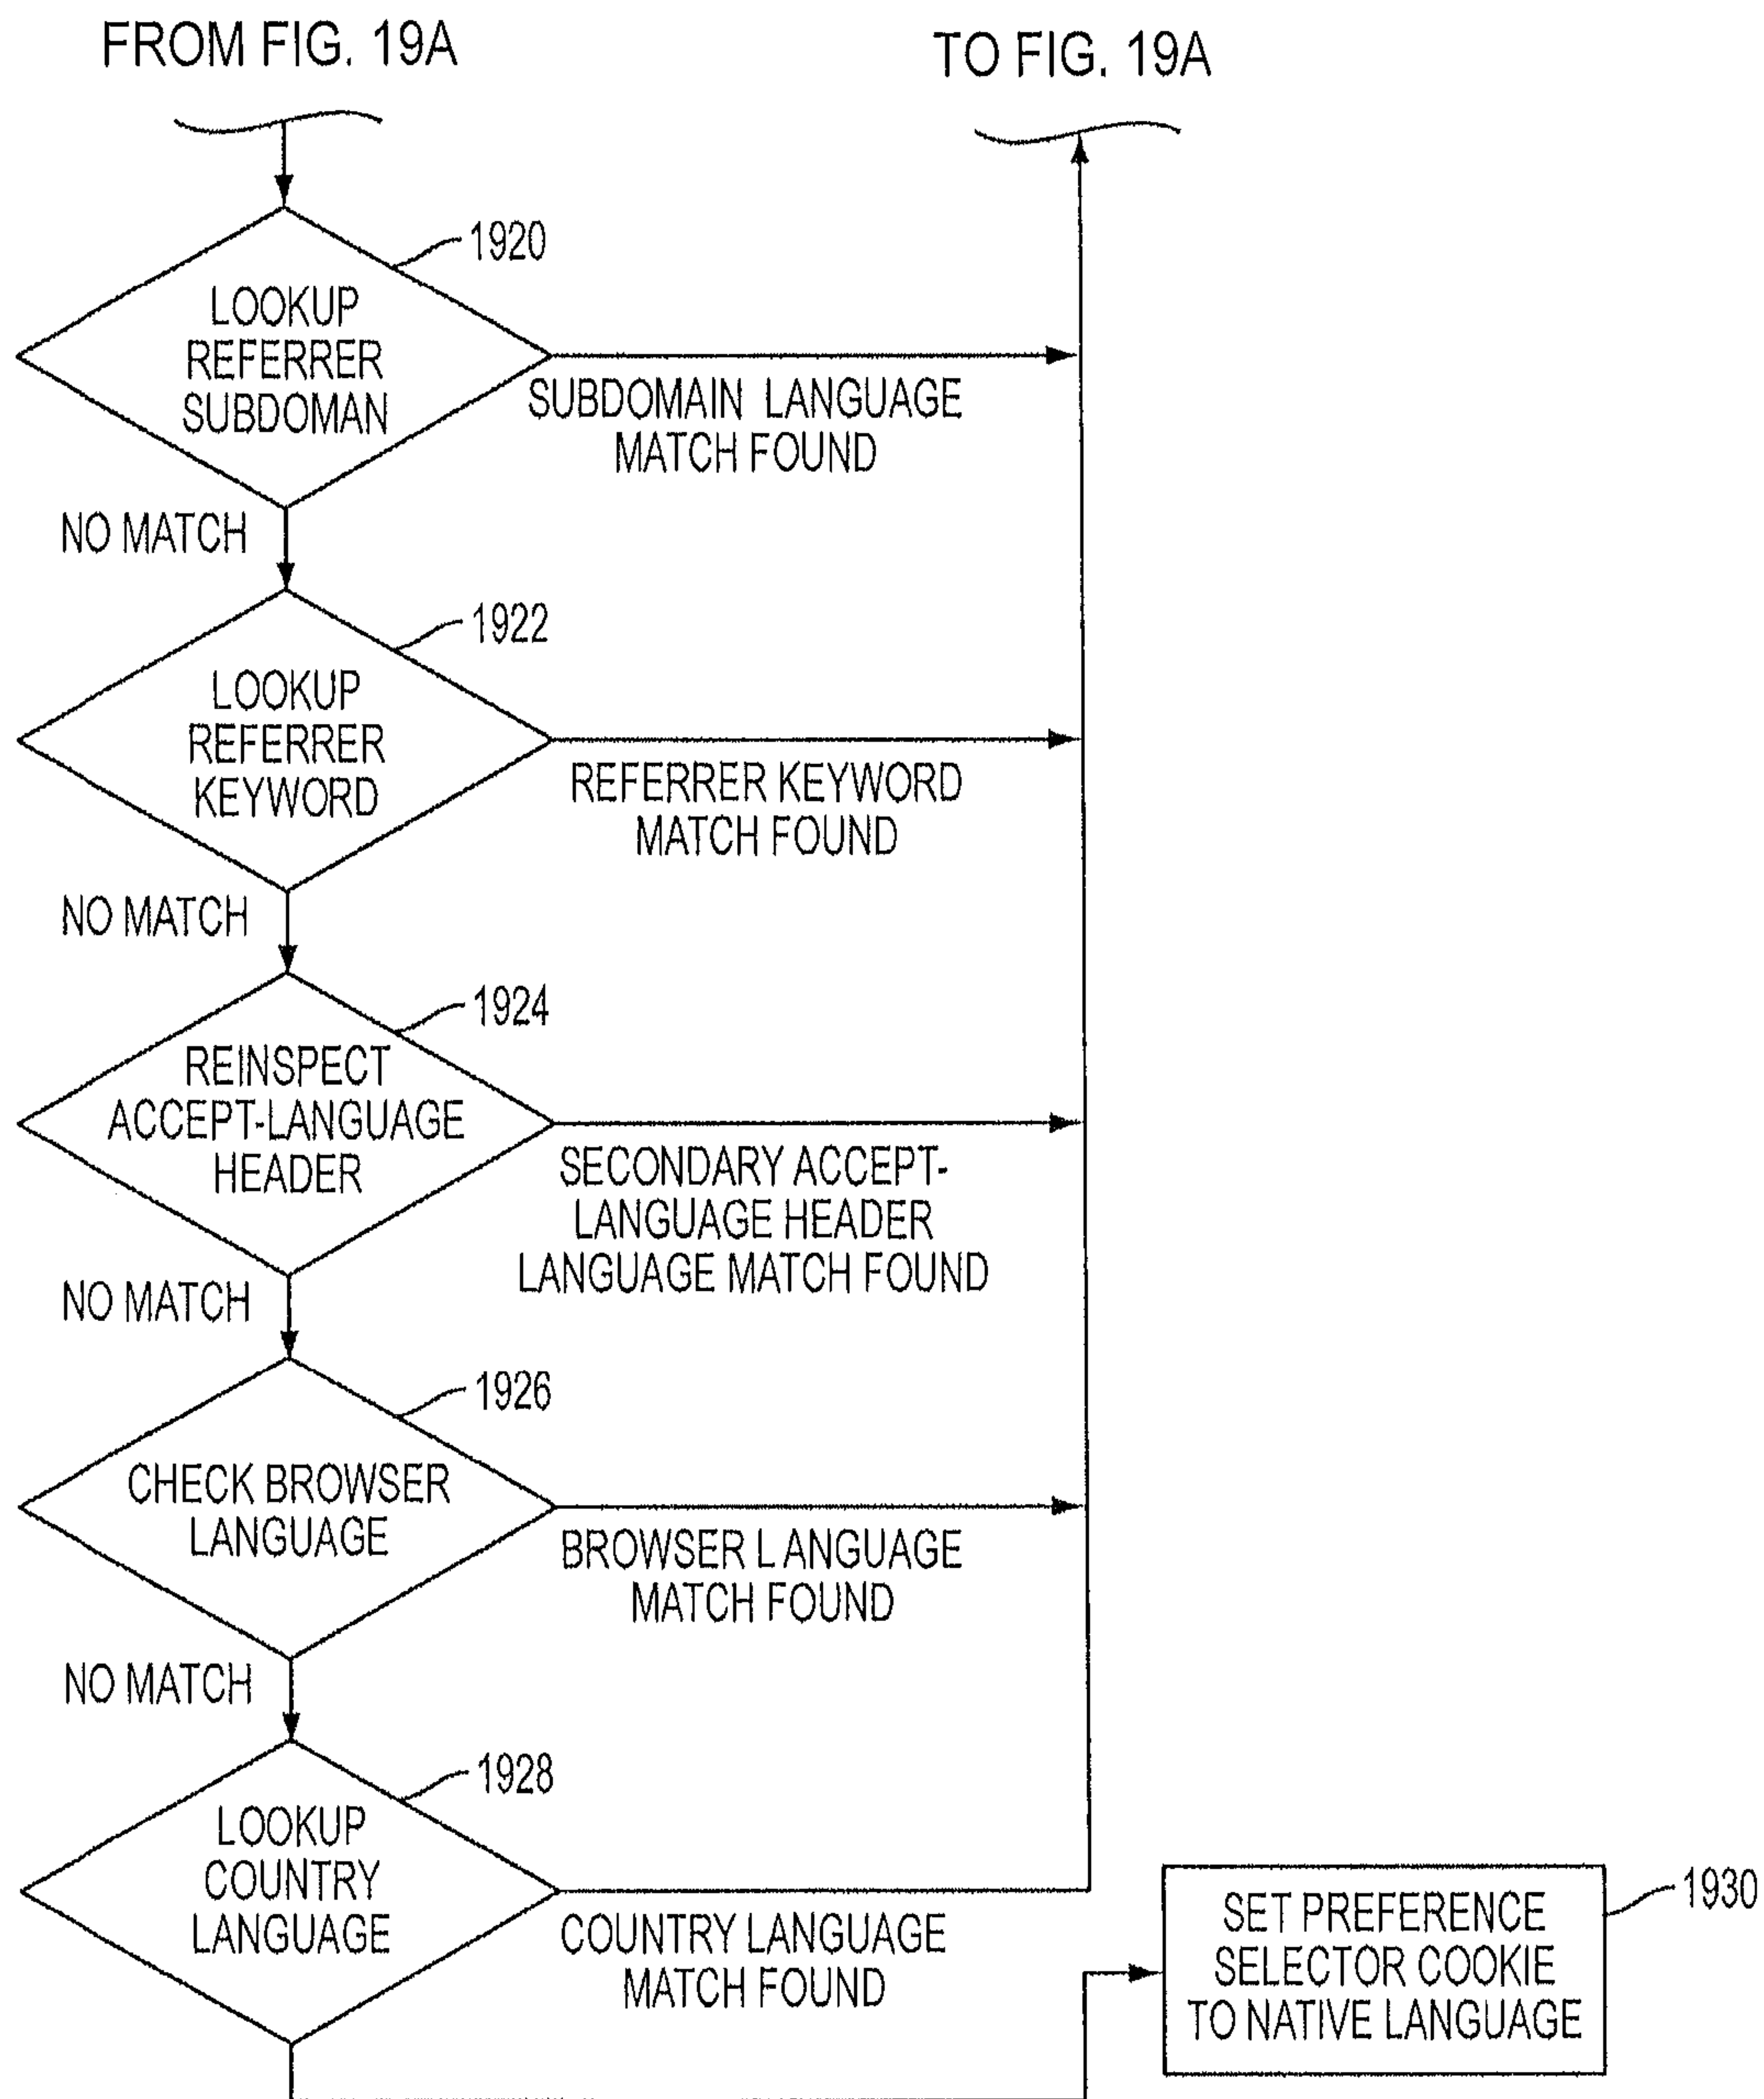 FROM FIG. 19A
TO FIG. 19A
1920
LOOKUP
REFERRER
SUBDOMAN
SUBDOMAIN LANGUAGE
MATCH FOUND
NO MATCH
1922
LOOKUP
REFERRER
KEYWORD
REFERRER KEYWORD
MATCH FOUND
NO MATCH
1924
REINSPECT
ACCEPT-LANGUAGE
HEADER
SECONDARY ACCEPT-
LANGUAGE HEADER
LANGUAGE MATCH FOUND
NO MATCH
1926
CHECK BROWSER
LANGUAGE
BROWSER LANGUAGE
MATCH FOUND
NO MATCH
1928
LOOKUP
COUNTRY
LANGUAGE
COUNTRY LANGUAGE
MATCH FOUND
1930
SET PREFERENCE
SELECTOR COOKIE
TO NATIVE LANGUAGE